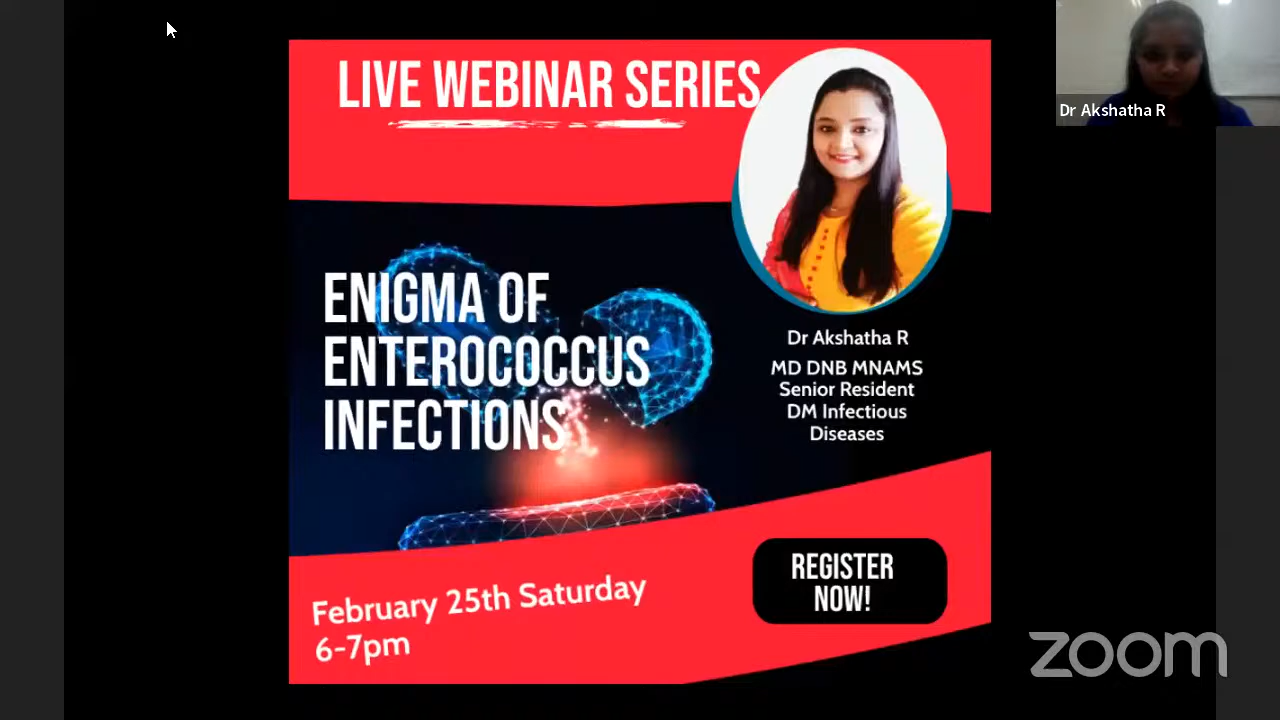 LIVE WEBINAR SERIES
Dr Akshatha R
ENIGMA OF
ENTEROCOCCUS
INFECTIONS
Dr Akshatha R
MD DNB MNAMS
Senior Resident
DM Infectious
Diseases
February 25th Saturday
6-7pm
REGISTER
NOW!
zoom